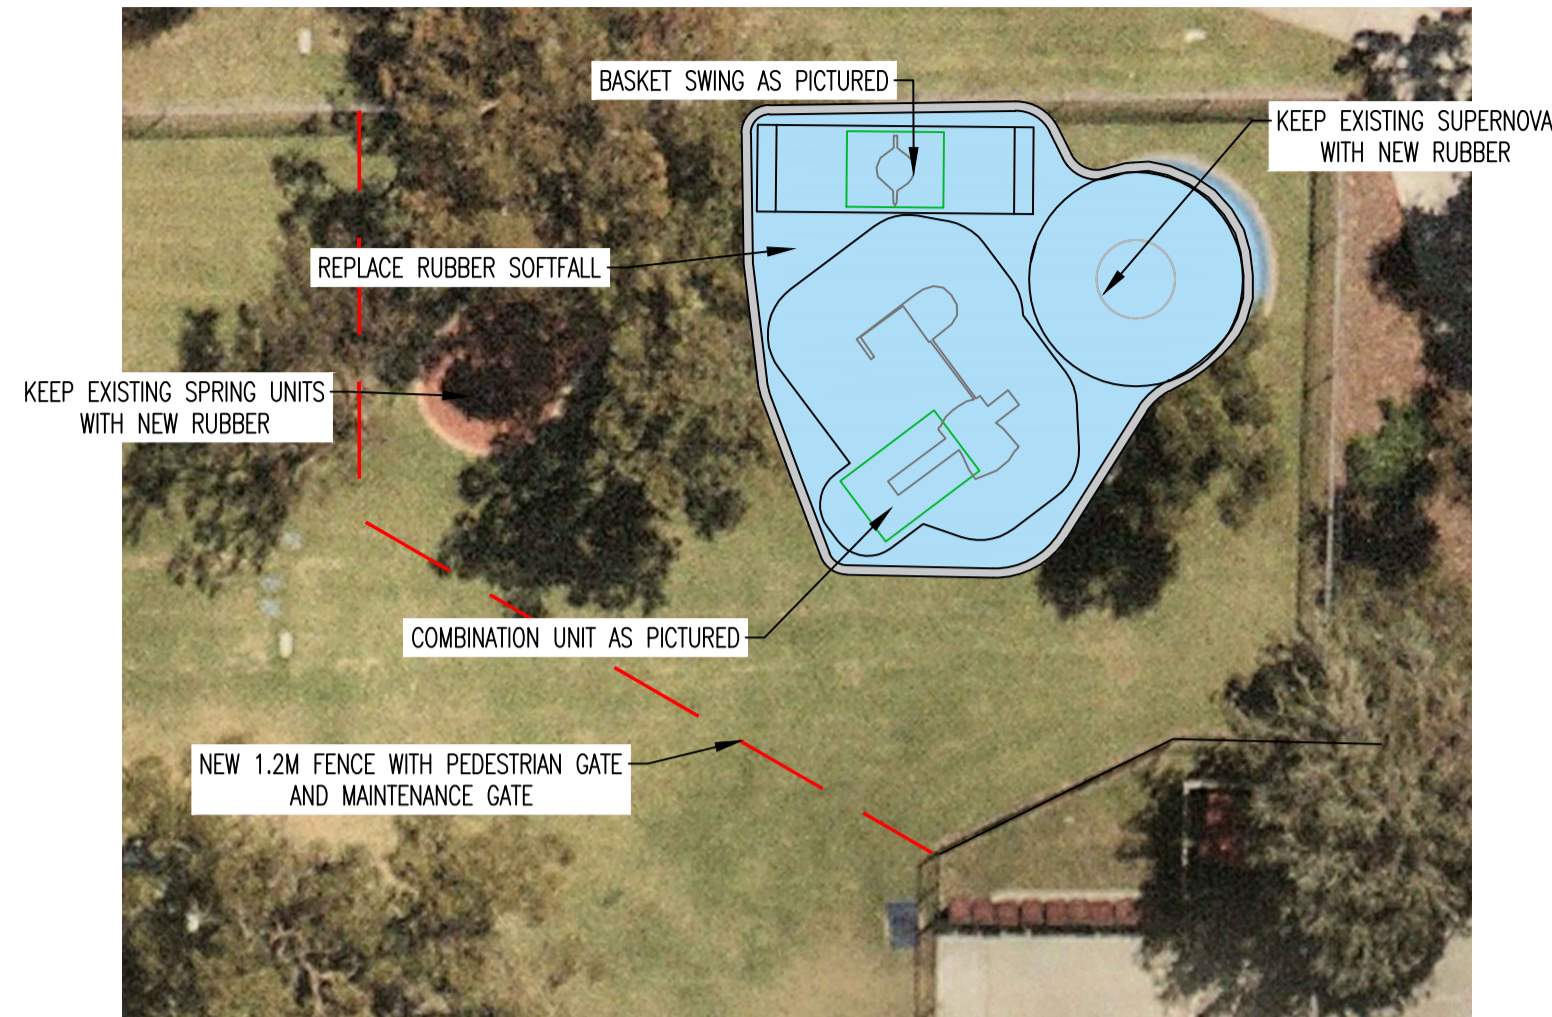 BASKET SWING AS PICTURED
KEEP EXISTING SUPERNOVA
WITH NEW RUBBER
REPLACE RUBBER SOFTFALL
KEEP EXISTING SPRING UNITS
WITH NEW RUBBER
COMBINATION UNIT AS PICTURED
NEW 1.2M FENCE WITH PEDESTRIAN GATE
AND MAINTENANCE GATE